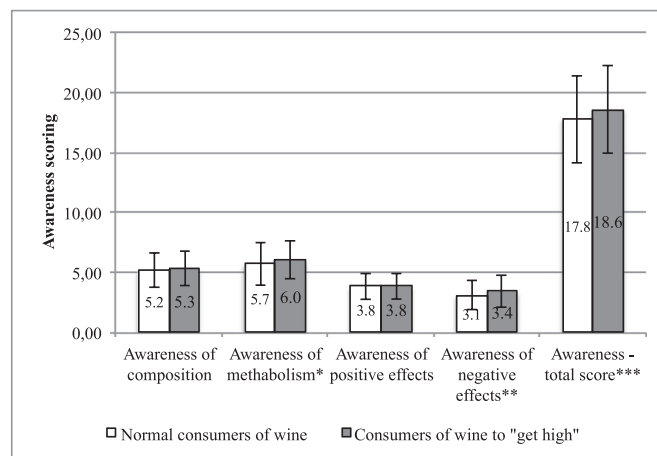 25,00
20,00
15,00
10,00
5,00
0,00
Awareness scoring
5.2
5.3
5.7
6.0
3.8
3.8
3.1
3.4
17.8
18.6
Awareness of
composition
Awareness of
methabolism*
Awareness of
positive effects
Awareness of
negative
effects**
Awareness -
total score***
Normal consumers of wine
Consumers of wine to "get high"